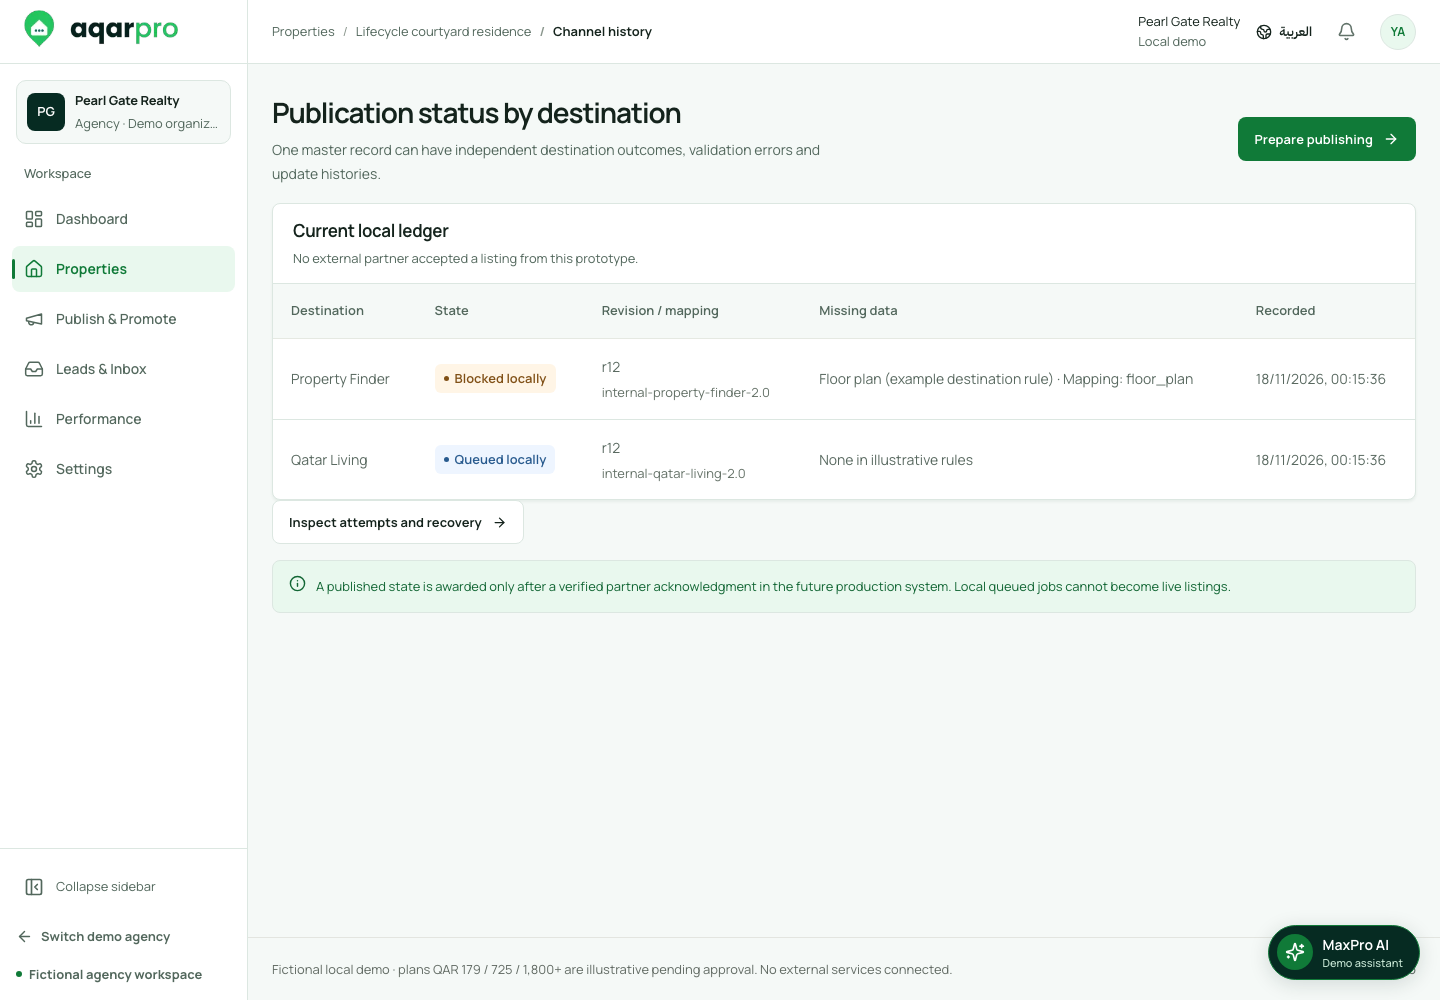 aqarpro
Properties / Lifecycle courtyard residence / Channel history
Pearl Gate Realty
Local demo
العربية
YA
PG
Pearl Gate Realty
Agency · Demo organiz...
Workspace
Dashboard
Properties
Publish & Promote
Leads & Inbox
Performance
Settings
Collapse sidebar
Switch demo agency
Fictional agency workspace
Publication status by destination
One master record can have independent destination outcomes, validation errors and
update histories.
Prepare publishing
Current local ledger
No external partner accepted a listing from this prototype.
Destination State Revision / mapping Missing data Recorded
Property Finder Blocked locally r12 Floor plan (example destination rule) · Mapping: floor_plan 18/11/2026, 00:15:36
internal-property-finder-2.0
Qatar Living Queued locally r12 None in illustrative rules 18/11/2026, 00:15:36
internal-qatar-living-2.0
Inspect attempts and recovery
A published state is awarded only after a verified partner acknowledgment in the future production system. Local queued jobs cannot become live listings.
Fictional local demo · plans QAR 179 / 725 / 1,800+ are illustrative pending approval. No external services connected.
MaxPro AI
Demo assistant